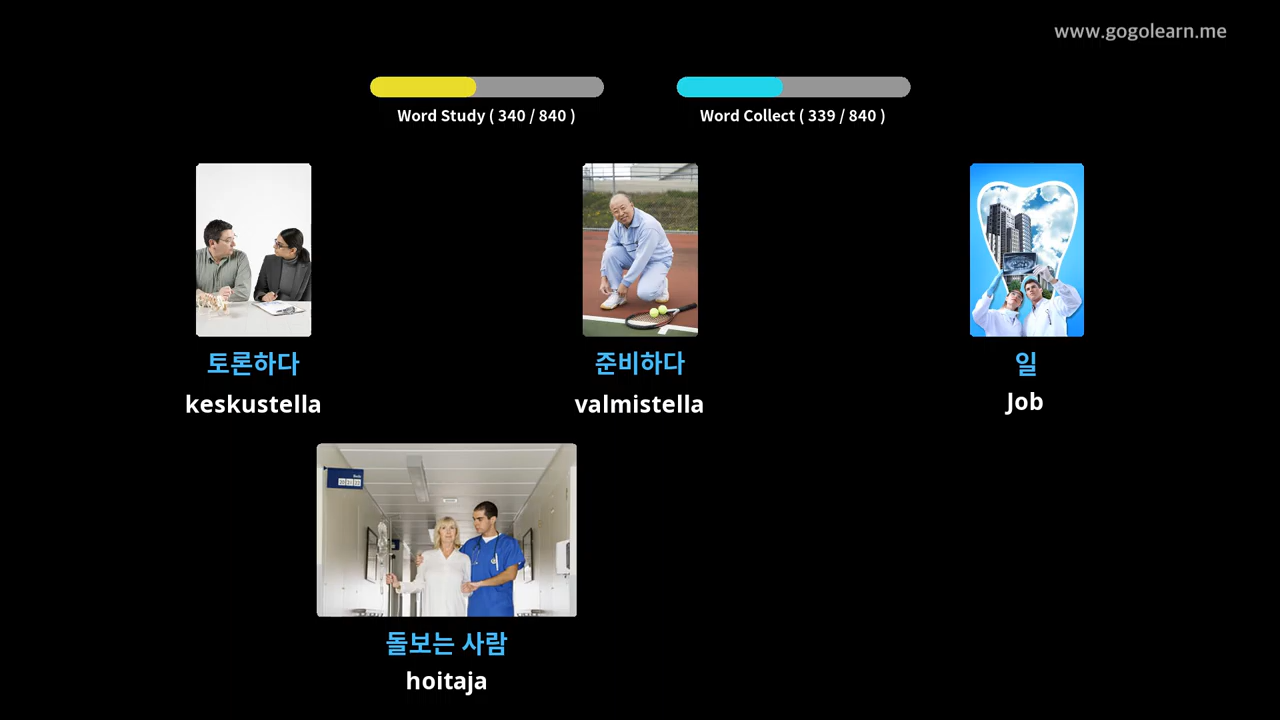 www.gogolearn.me
Word Study ( 340 / 840 )
Word Collect ( 339 / 840 )
토론하다
keskustella
준비하다
valmistella
일
Job
돌보는 사람
hoitaja